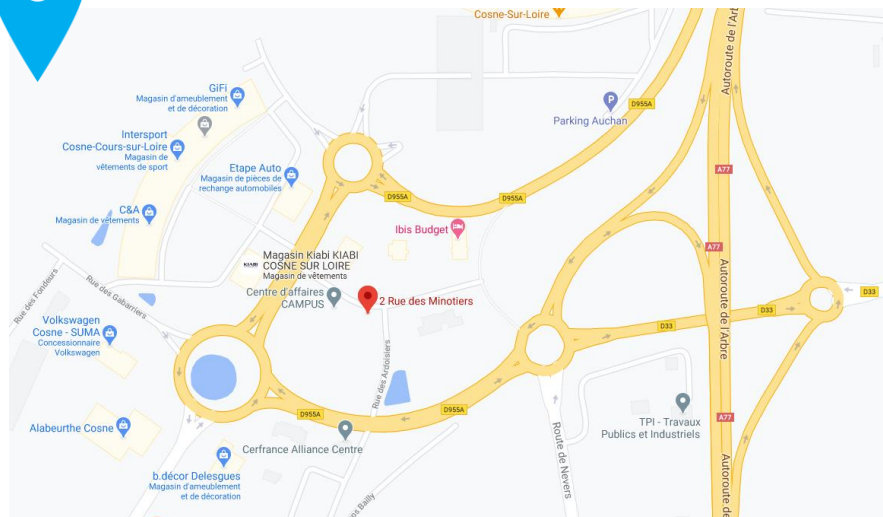 Cosne-Sur-Loire
Autoroute de l'Arb
GiFi
Magasin d'ameublement
et de décoration
Parking Auchan
D955A
Intersport
Cosne-Cours-sur-Loire
Magasin de
vêtements de sport
Etape Auto
Magasin de pièces de
rechange automobiles
A77
D955A
C&A
Magasin de vêtements
Ibis Budget
A77
Magasin Kiabi KIABI
COSNE SUR LOIRE
Magasin de vêtements
KIABI
Rue des Fondeurs
Rue des Gabarriers
Centre d'affaires
CAMPUS
2 Rue des Minotiers
Autoroute de l'Arbre
D33
D33
D33
Volkswagen
Cosne - SUMA
Concessionnaire
Volkswagen
Rue des Ardoisiers
D955A
D955A
A77
Alabeurthe Cosne
Cerfrance Alliance Centre
TPI - Travaux
Publics et Industriels
Route de Nevers
b.décor Delesgues
Magasin d'ameublement
et de décoration
os Bailly
Autoroute de